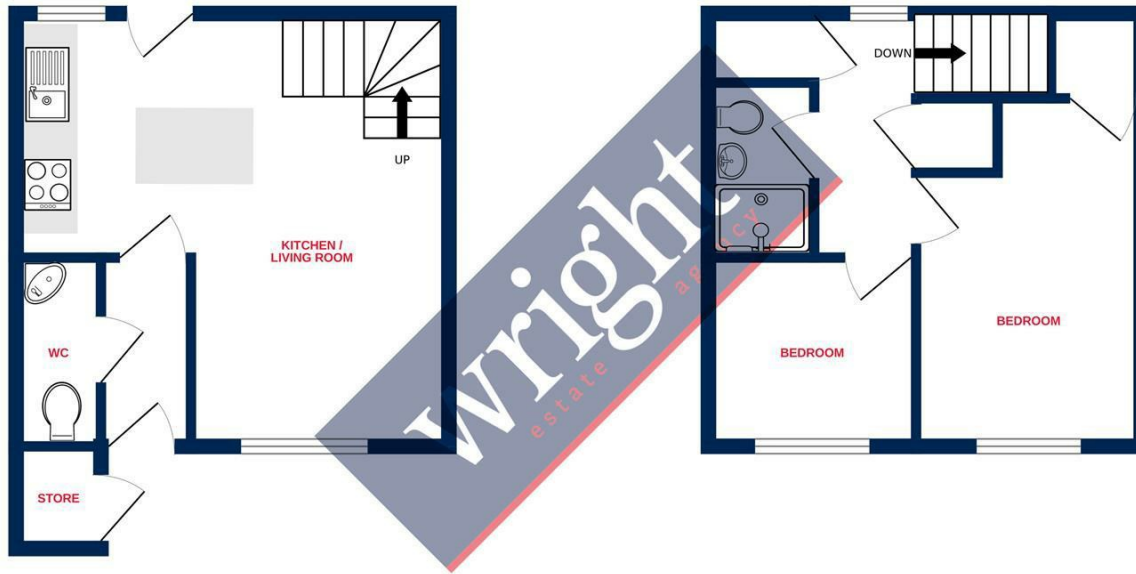 UP
KITCHEN /
LIVING ROOM
WC
STORE
DOWN
BEDROOM
BEDROOM
wright
estate agency